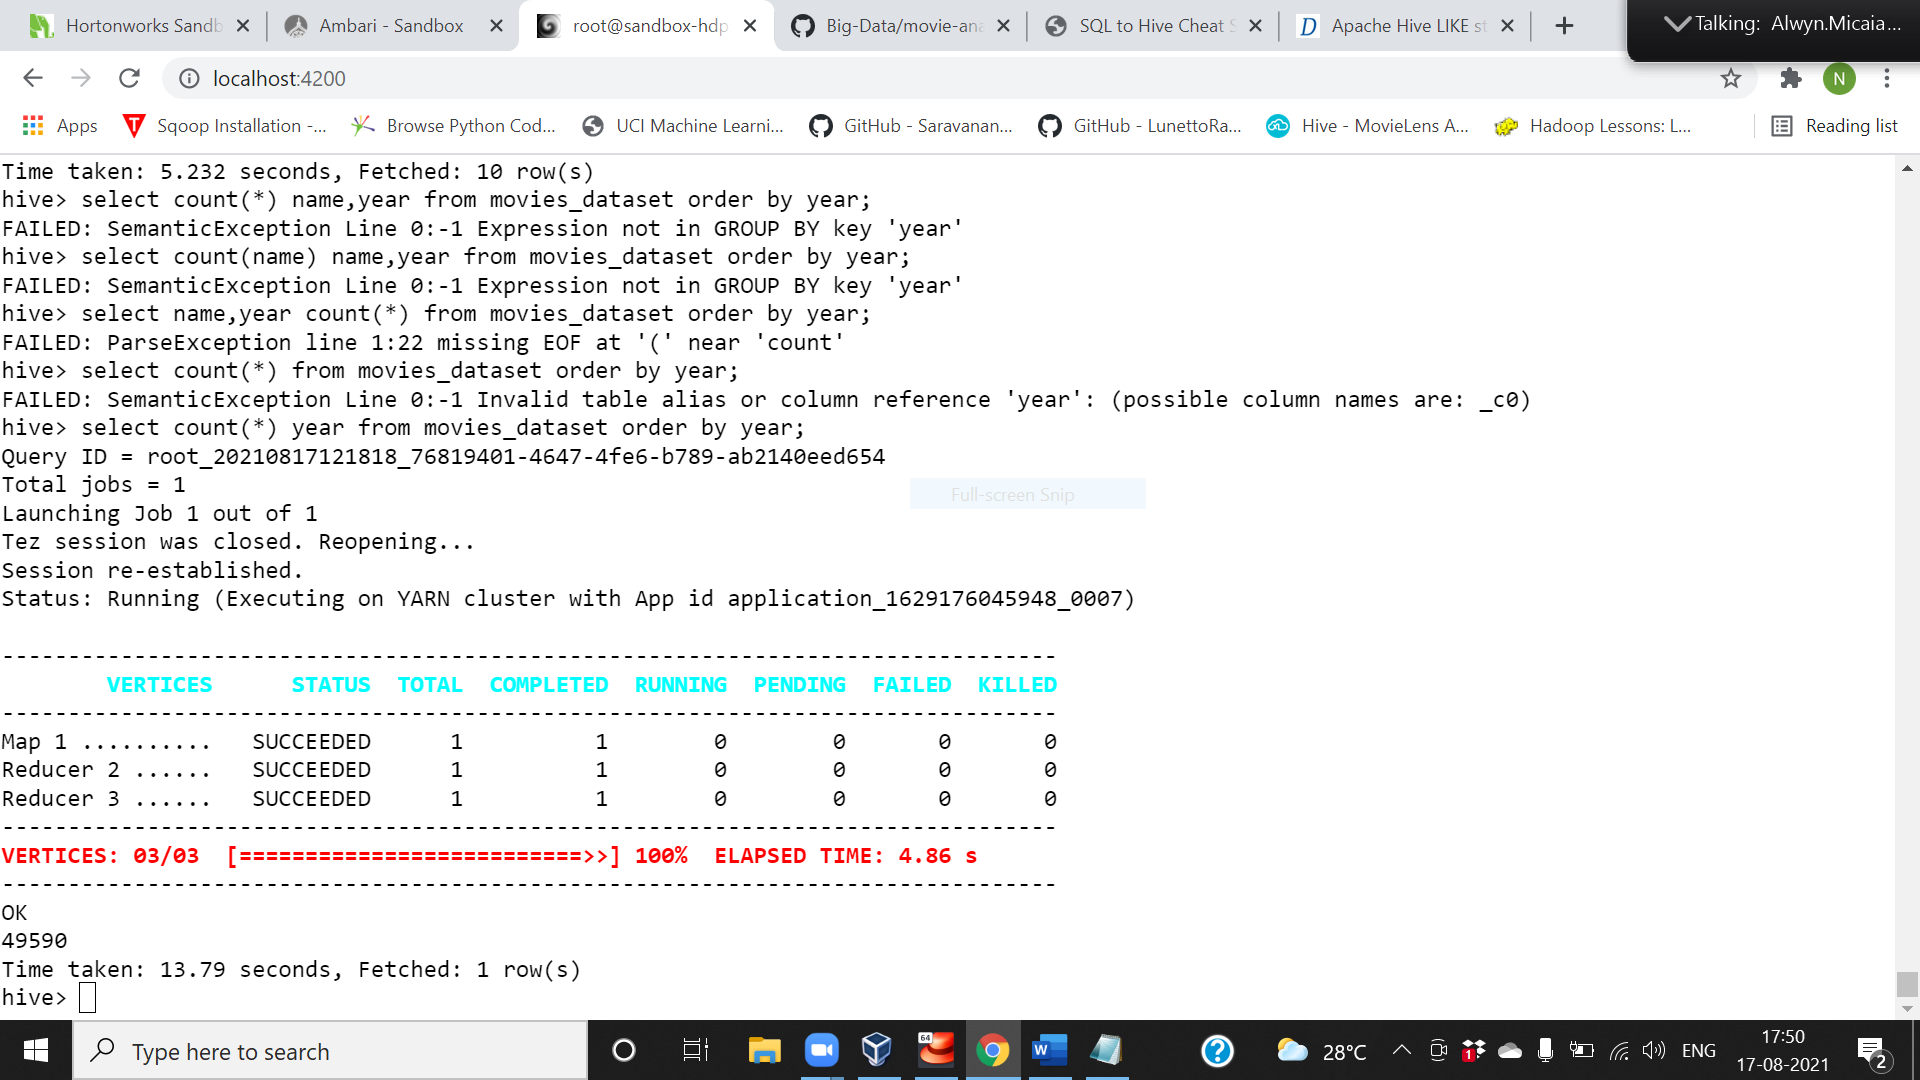 Hortonworks Sandb
Ambari - Sandbox
root@sandbox-hdp
Big-Data/movie-ana
SQL to Hive Cheat S
Apache Hive LIKE st
Talking: Alwyn.Micaia...
localhost:4200
N
Apps
Sqoop Installation -...
Browse Python Cod...
UCI Machine Learni...
GitHub - Saravanan...
GitHub - LunettoRa...
Hive - MovieLens A...
Hadoop Lessons: L...
Reading list
Time taken: 5.232 seconds, Fetched: 10 row(s)
hive> select count(*) name,year from movies_dataset order by year;
FAILED: SemanticException Line 0:-1 Expression not in GROUP BY key 'year'
hive> select count(name) name,year from movies_dataset order by year;
FAILED: SemanticException Line 0:-1 Expression not in GROUP BY key 'year'
hive> select name,year count(*) from movies_dataset order by year;
FAILED: ParseException line 1:22 missing EOF at '(' near 'count'
hive> select count(*) from movies_dataset order by year;
FAILED: SemanticException Line 0:-1 Invalid table alias or column reference 'year': (possible column names are: _c0)
hive> select count(*) year from movies_dataset order by year;
Query ID = root_20210817121818_76819401-4647-4fe6-b789-ab2140eed654
Total jobs = 1
Full-screen Snip
Launching Job 1 out of 1
Tez session was closed. Reopening...
Session re-established.
Status: Running (Executing on YARN cluster with App id application_1629176045948_0007)
--------------------------------------------------------------------------------
VERTICES STATUS TOTAL COMPLETED RUNNING PENDING FAILED KILLED
--------------------------------------------------------------------------------
Map 1 .......... SUCCEEDED 1 1 0 0 0 0
Reducer 2 ...... SUCCEEDED 1 1 0 0 0 0
Reducer 3 ...... SUCCEEDED 1 1 0 0 0 0
--------------------------------------------------------------------------------
VERTICES: 03/03 [==========================>>] 100% ELAPSED TIME: 4.86 s
--------------------------------------------------------------------------------
OK
49590
Time taken: 13.79 seconds, Fetched: 1 row(s)
hive>
Type here to search
64
28°C
1
ENG
17:50
17-08-2021
2